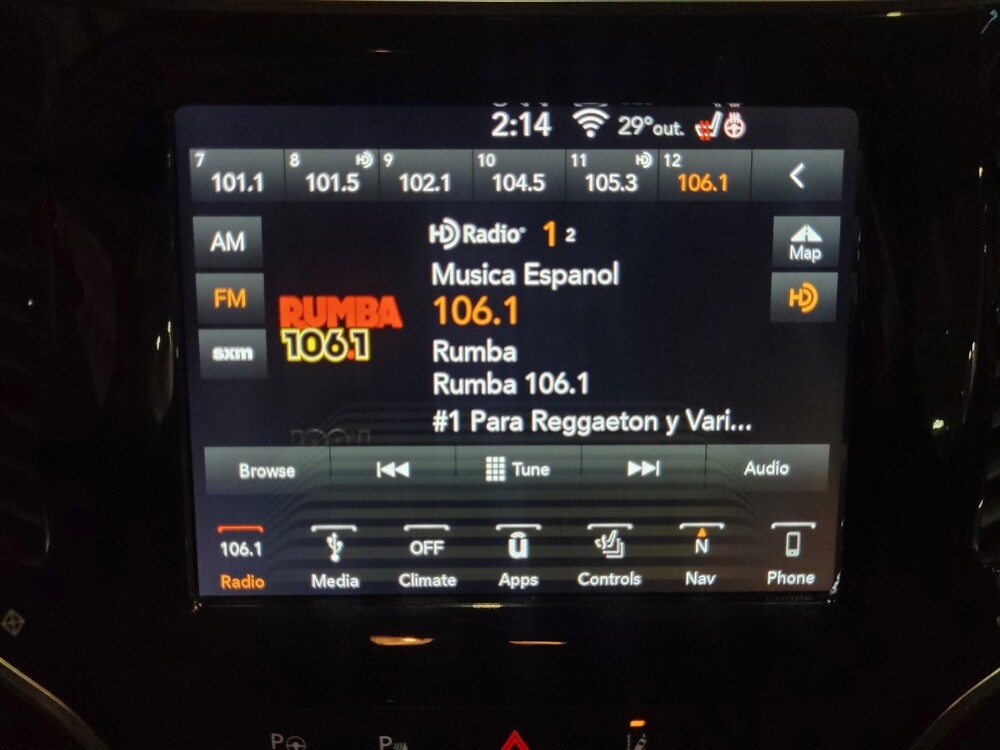 2:14 29°out.
7 101.1
8 HD 101.5
9 102.1
10 104.5
11 HD 105.3
12 106.1
AM
HD Radio® 1 2
Map
Musica Espanol
FM
106.1
HD
RUMBA
106.1
sxm
Rumba
Rumba 106.1
#1 Para Reggaeton y Vari...
Browse Tune Audio
106.1 OFF ū N
Radio Media Climate Apps Controls Nav Phone
P P